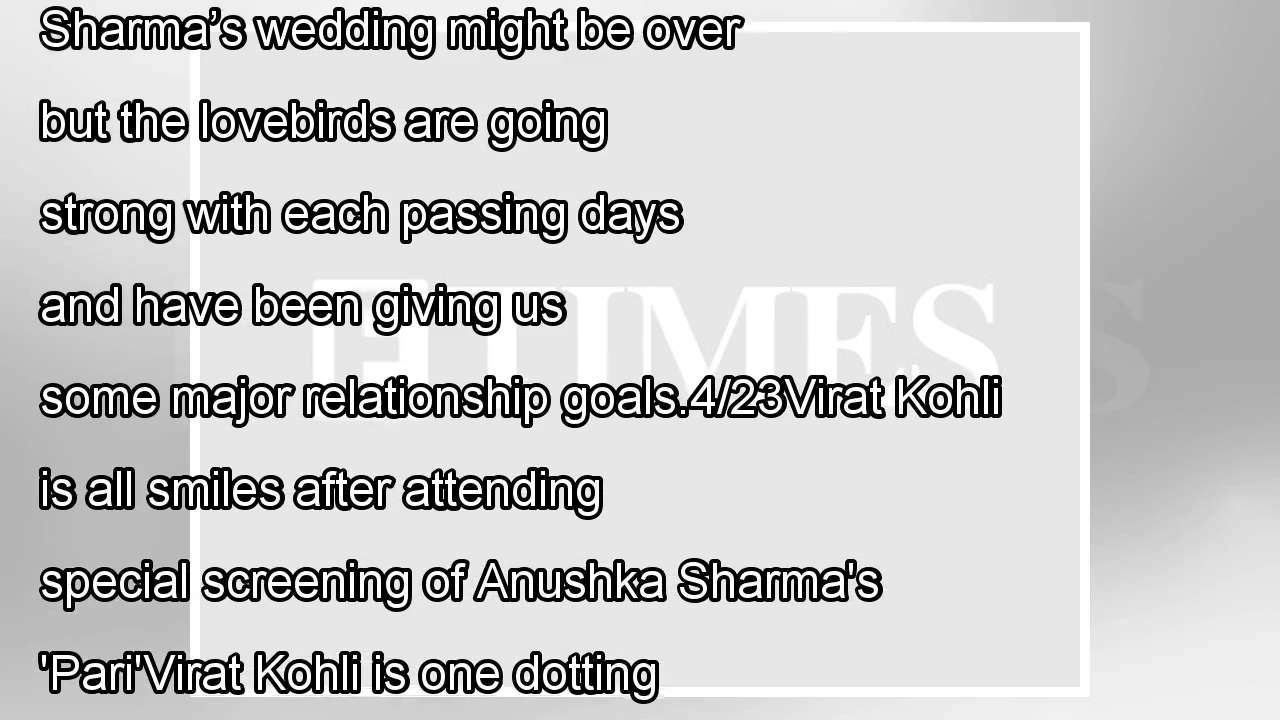 Sharma’s wedding might be over
but the lovebirds are going
strong with each passing days
and have been giving us
TIMES
some major relationship goals.4/23Virat Kohli
is all smiles after attending
special screening of Anushka Sharma's
'Pari'Virat Kohli is one dotting